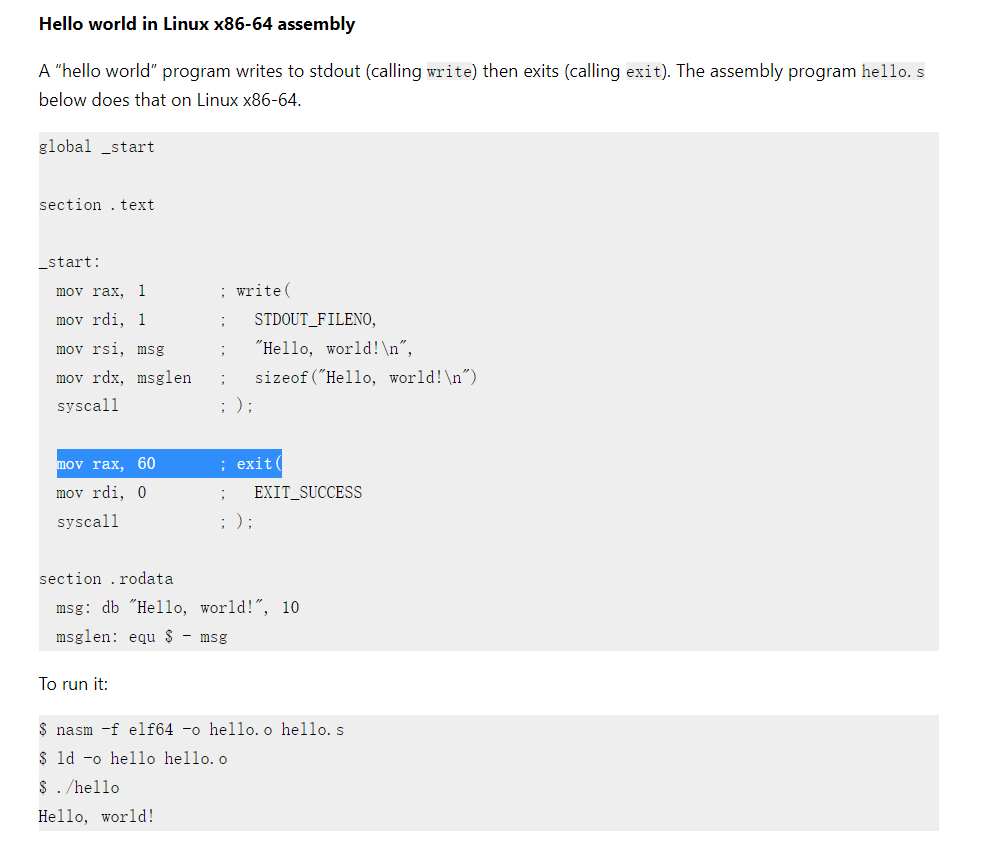 Hello world in Linux x86-64 assembly
A “hello world” program writes to stdout (calling write) then exits (calling exit). The assembly program hello.s
below does that on Linux x86-64.
global _start
section .text
_start:
  mov rax, 1        ; write(
  mov rdi, 1        ;   STDOUT_FILENO,
  mov rsi, msg      ;   "Hello, world!\n",
  mov rdx, msglen   ;   sizeof("Hello, world!\n")
  syscall           ; );
  mov rax, 60       ; exit(
  mov rdi, 0        ;   EXIT_SUCCESS
  syscall           ; );
section .rodata
  msg: db "Hello, world!", 10
  msglen: equ $ - msg
To run it:
$ nasm -f elf64 -o hello.o hello.s
$ ld -o hello hello.o
$ ./hello
Hello, world!